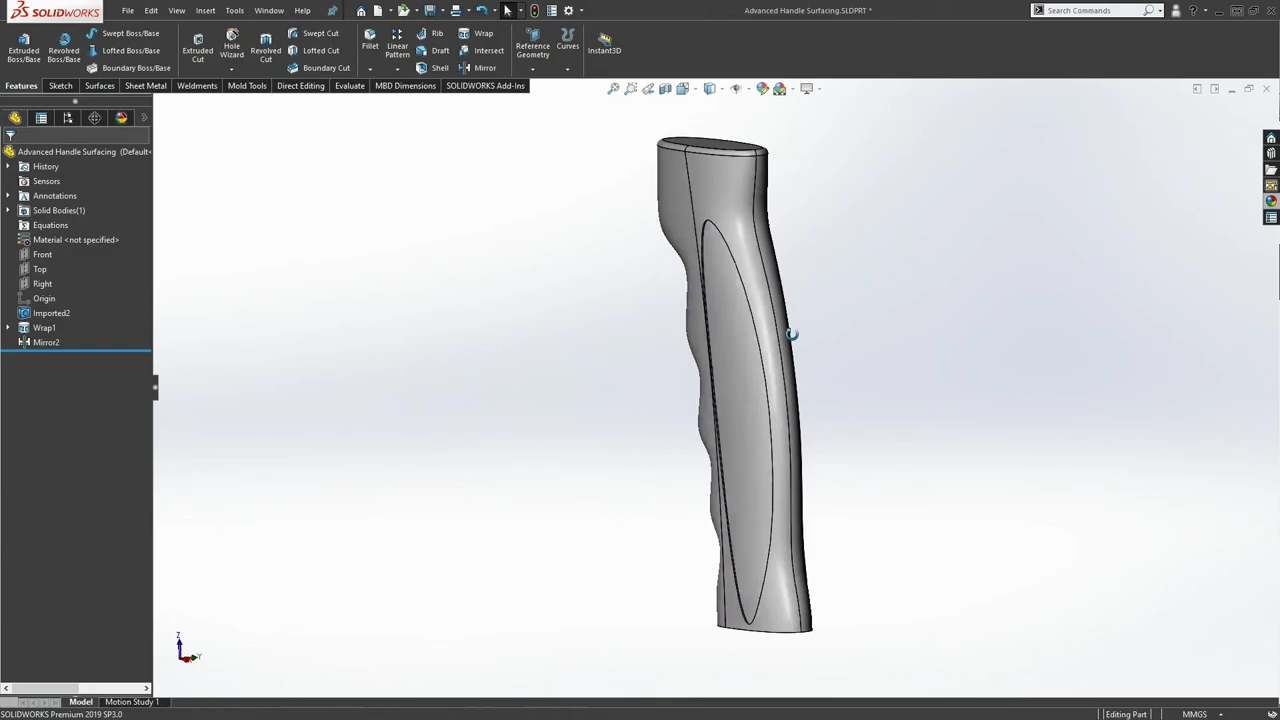 SOLIDWORKS File Edit View Insert Tools Window Help Advanced Handle Surfacing.SLDPRT * Search Commands
Extruded Boss/Base
Revolved Boss/Base
Swept Boss/Base
Lofted Boss/Base
Boundary Boss/Base
Extruded Cut
Hole Wizard
Revolved Cut
Swept Cut
Lofted Cut
Boundary Cut
Fillet
Linear Pattern
Rib
Draft
Shell
Wrap
Intersect
Mirror
Reference Geometry
Curves
Instant3D
Features Sketch Surfaces Sheet Metal Weldments Mold Tools Direct Editing Evaluate MBD Dimensions SOLIDWORKS Add-Ins
Advanced Handle Surfacing (Default<
History
Sensors
Annotations
Solid Bodies(1)
Equations
Material <not specified>
Front
Top
Right
Origin
Imported2
Wrap1
Mirror2
Z
Y
Model Motion Study 1
SOLIDWORKS Premium 2019 SP3.0 Editing Part MMGS